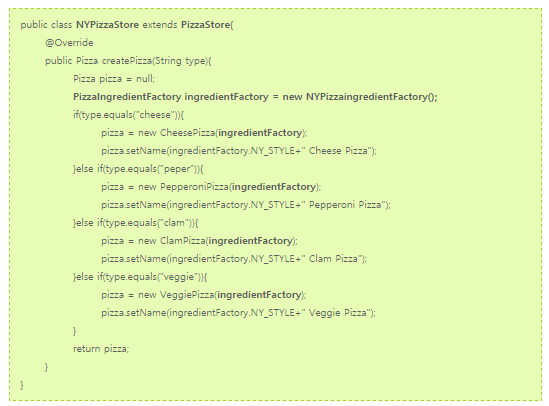 public class NYPizzaStore extends PizzaStore{
@Override
public Pizza createPizza(String type){
Pizza pizza = null;
PizzaIngredientFactory ingredientFactory = new NYPizzaingredientFactory();
if(type.equals("cheese")){
pizza = new CheesePizza(ingredientFactory);
pizza.setName(ingredientFactory.NY_STYLE+" Cheese Pizza");
}else if(type.equals("peper")){
pizza = new PepperoniPizza(ingredientFactory);
pizza.setName(ingredientFactory.NY_STYLE+" Pepperoni Pizza");
}else if(type.equals("clam")){
pizza = new ClamPizza(ingredientFactory);
pizza.setName(ingredientFactory.NY_STYLE+" Clam Pizza");
}else if(type.equals("veggie")){
pizza = new VeggiePizza(ingredientFactory);
pizza.setName(ingredientFactory.NY_STYLE+" Veggie Pizza");
}
return pizza;
}
}